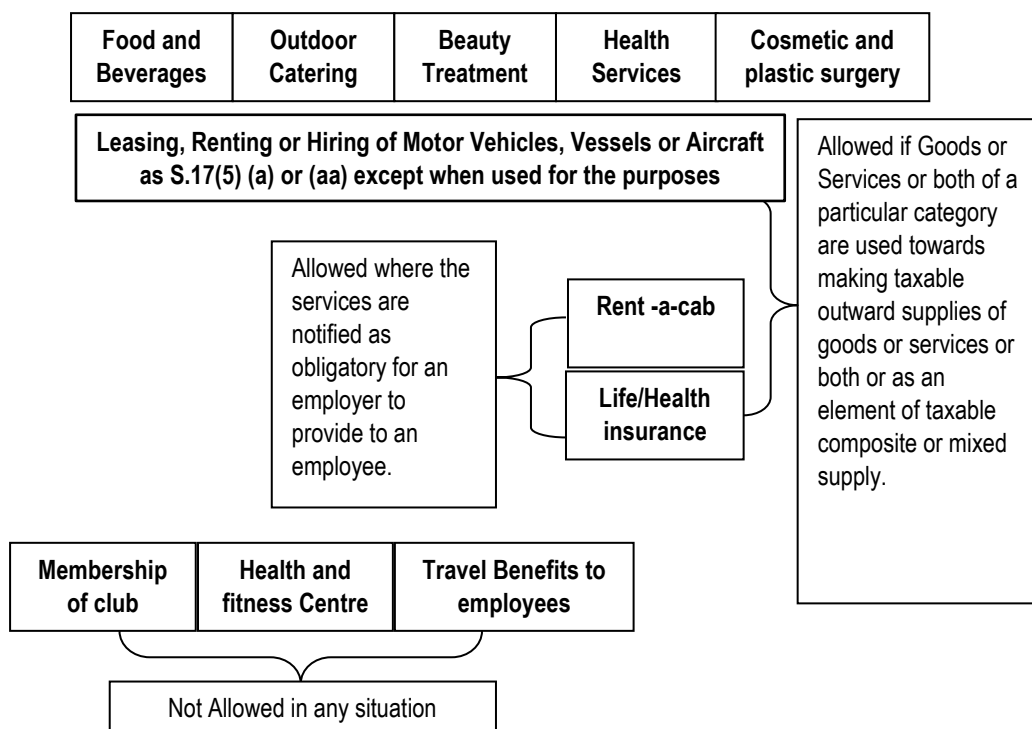 Food and
Beverages
Outdoor
Catering
Beauty
Treatment
Health
Services
Cosmetic and
plastic surgery
Leasing, Renting or Hiring of Motor Vehicles, Vessels or Aircraft
as S.17(5) (a) or (aa) except when used for the purposes
Allowed if Goods or
Services or both of a
particular category
are used towards
making taxable
outward supplies of
goods or services or
both or as an
element of taxable
composite or mixed
supply.
Allowed where the
services are
notified as
obligatory for an
employer to
provide to an
employee.
Rent -a-cab
Life/Health
insurance
Membership
of club
Health and
fitness Centre
Travel Benefits to
employees
Not Allowed in any situation